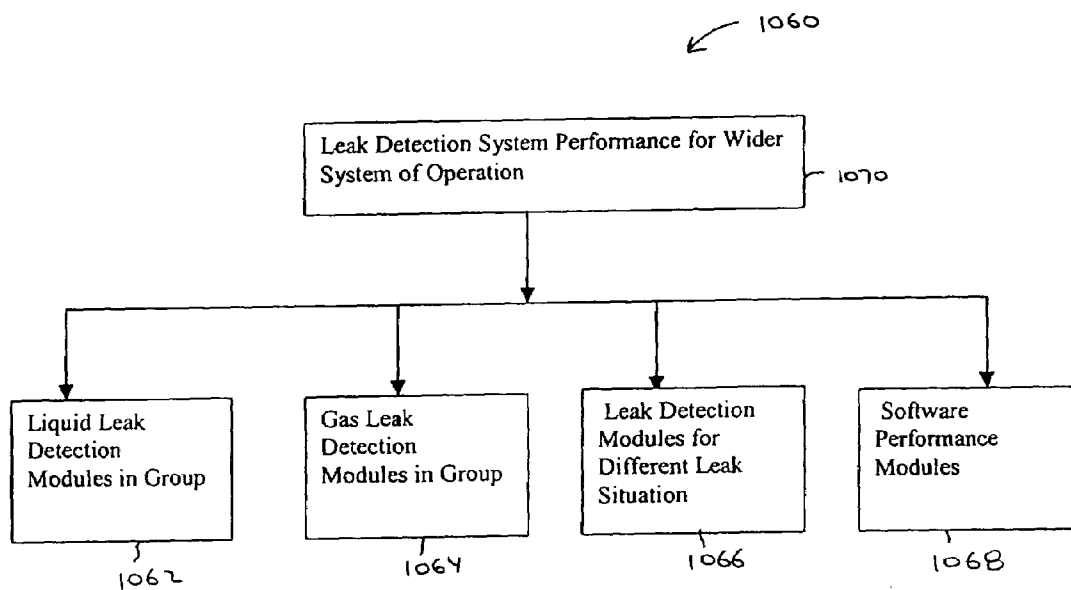 1060
Leak Detection System Performance for Wider
System of Operation
1070
Liquid Leak
Detection
Modules in Group
Gas Leak
Detection
Modules in Group
Leak Detection
Modules for
Different Leak
Situation
Software
Performance
Modules
1062
1064
1066
1068